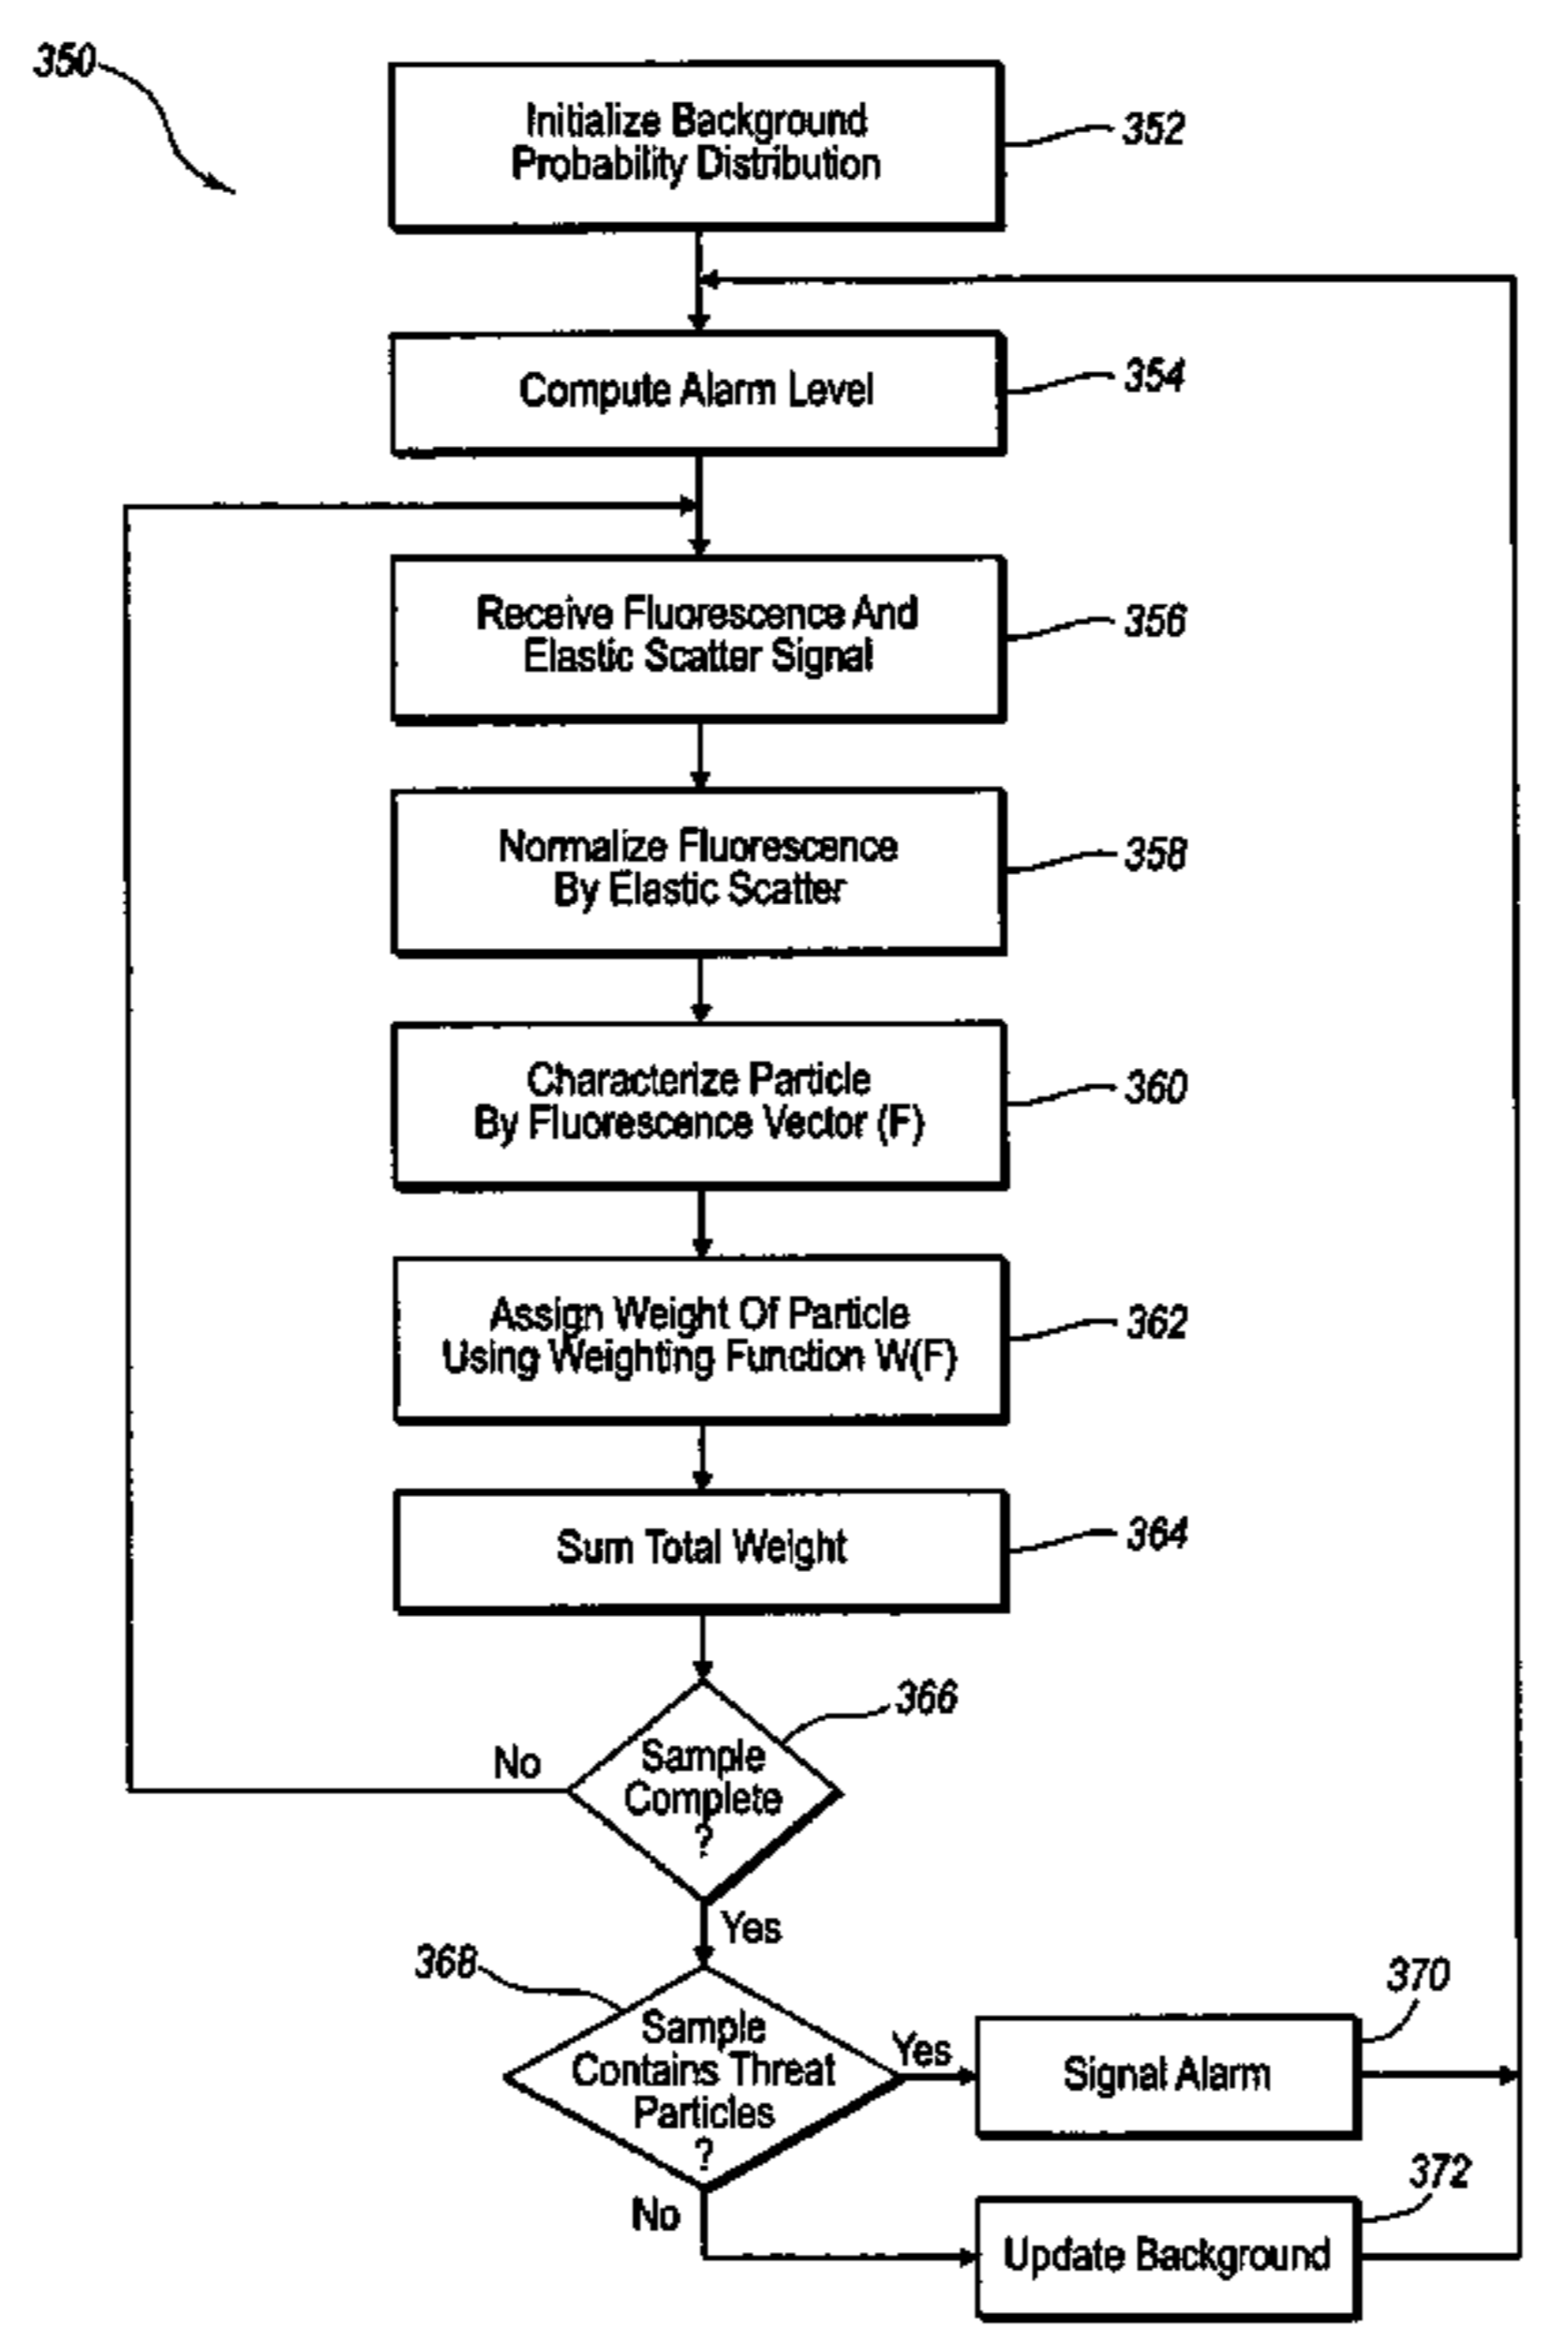 350
Initialize Background
Probability Distribution
352
Compute Alarm Level
354
Receive Fluorescence And
Elastic Scatter Signal
356
Normalize Fluorescence
By Elastic Scatter
358
Characterize Particle
By Fluorescence Vector (F)
360
Assign Weight Of Particle
Using Weighting Function W(F)
362
Sum Total Weight
364
366
Sample
Complete
?
No
Yes
368
Sample
Contains Threat
Particles
?
Yes
Signal Alarm
370
No
Update Background
372